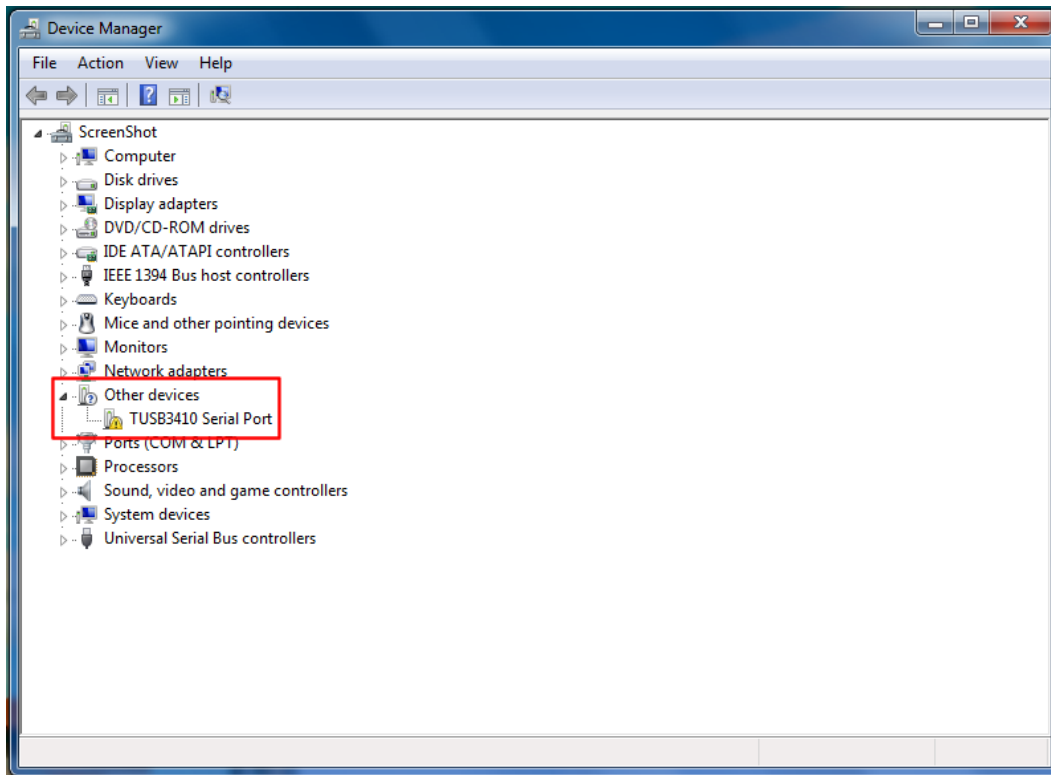 Device Manager
File Action View Help
ScreenShot
Computer
Disk drives
Display adapters
DVD/CD-ROM drives
IDE ATA/ATAPI controllers
IEEE 1394 Bus host controllers
Keyboards
Mice and other pointing devices
Monitors
Network adapters
Other devices
TUSB3410 Serial Port
Ports (COM & LPT)
Processors
Sound, video and game controllers
System devices
Universal Serial Bus controllers